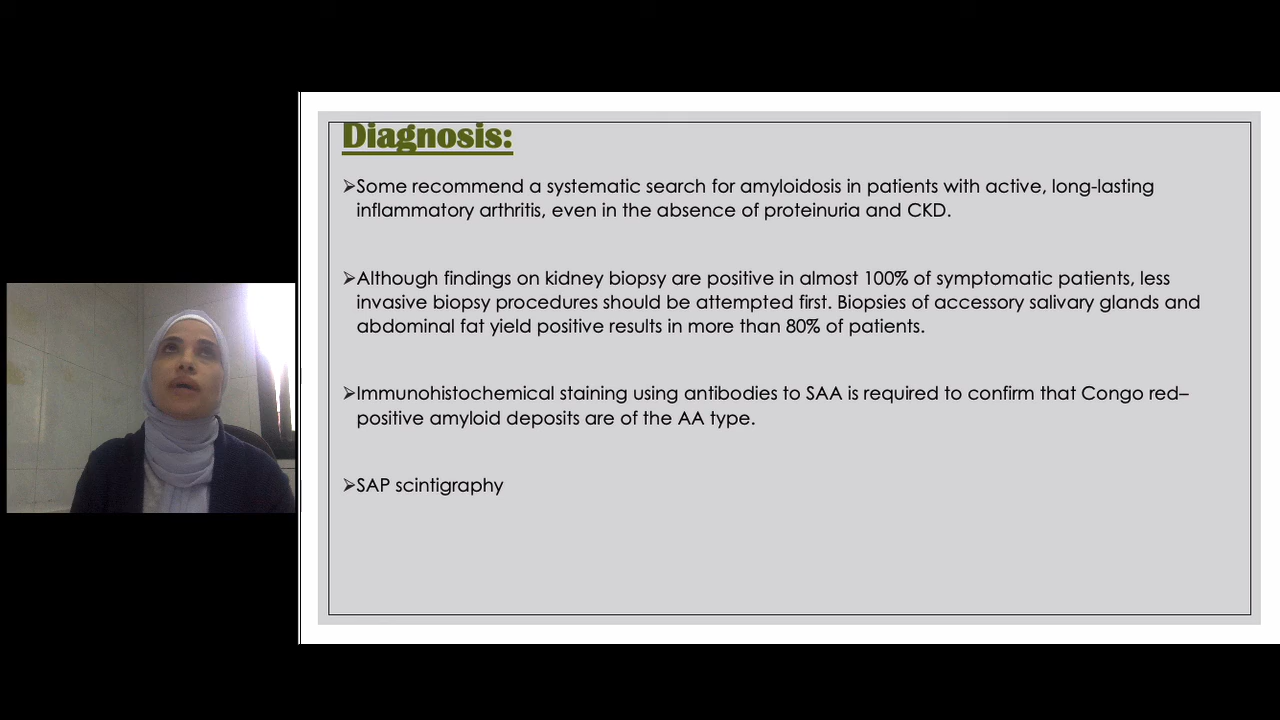 Diagnosis:
➢Some recommend a systematic search for amyloidosis in patients with active, long-lasting
inflammatory arthritis, even in the absence of proteinuria and CKD.
➢Although findings on kidney biopsy are positive in almost 100% of symptomatic patients, less
invasive biopsy procedures should be attempted first. Biopsies of accessory salivary glands and
abdominal fat yield positive results in more than 80% of patients.
➢Immunohistochemical staining using antibodies to SAA is required to confirm that Congo red–
positive amyloid deposits are of the AA type.
➢SAP scintigraphy